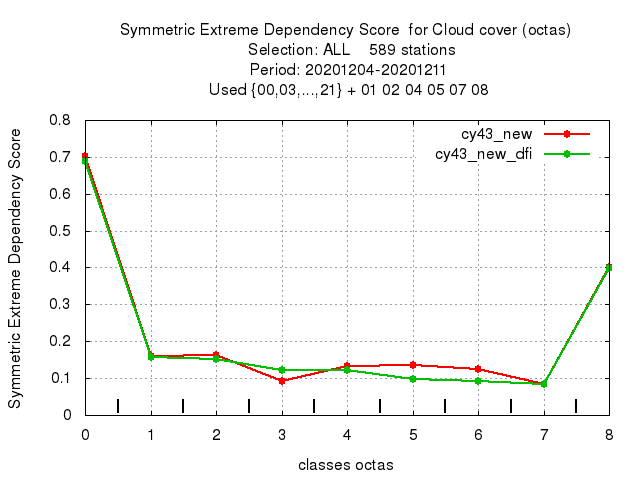 Symmetric Extreme Dependency Score  for Cloud cover (octas)
Selection: ALL    589 stations
Period: 20201204-20201211
Used {00,03,...,21} + 01 02 04 05 07 08
Symmetric Extreme Dependency Score
0.8
0.7
0.6
0.5
0.4
0.3
0.2
0.1
0
cy43_new
cy43_new_dfi
0 1 2 3 4 5 6 7 8
classes octas